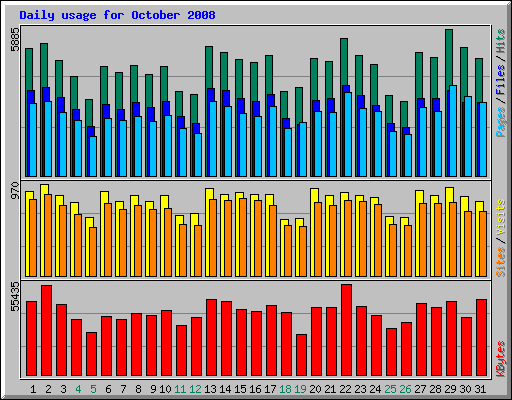 Daily usage for October 2008
5885
Pages / Files / Hits
970
Sites / Visits
55435
KBytes
1 2 3 4 5 6 7 8 9 10 11 12 13 14 15 16 17 18 19 20 21 22 23 24 25 26 27 28 29 30 31